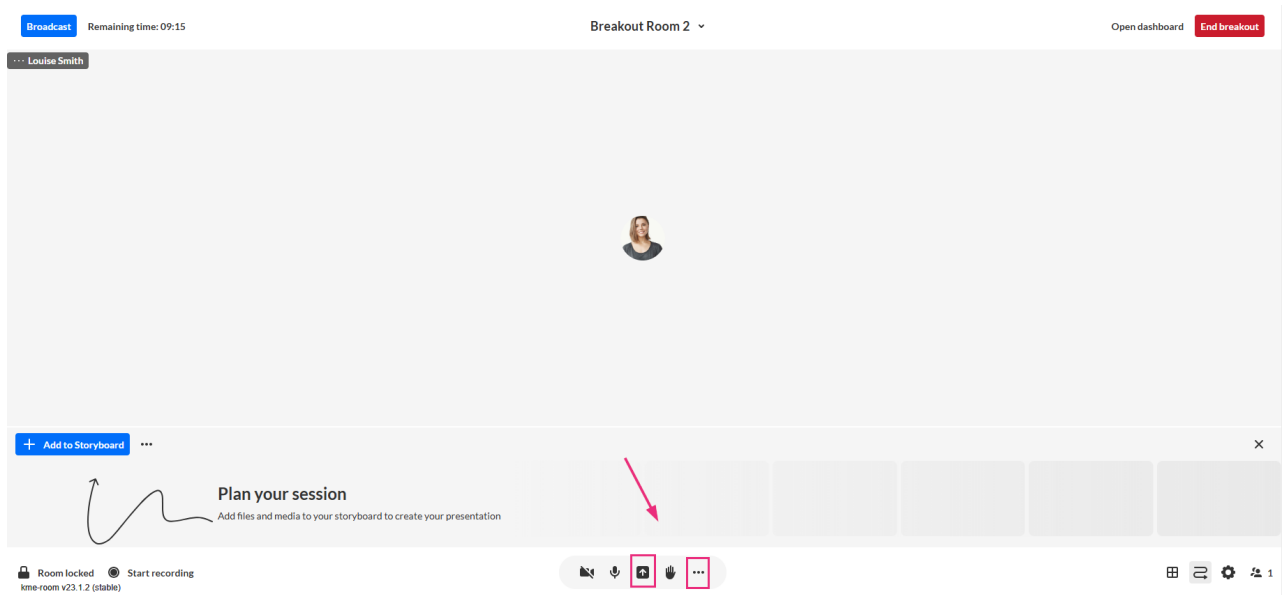 Broadcast Remaining time: 09:15 Breakout Room 2 Open dashboard End breakout
··· Louise Smith
Add to Storyboard ···
Plan your session
Add files and media to your storyboard to create your presentation
Room locked Start recording 1
kme-room v23.1.2 (stable)